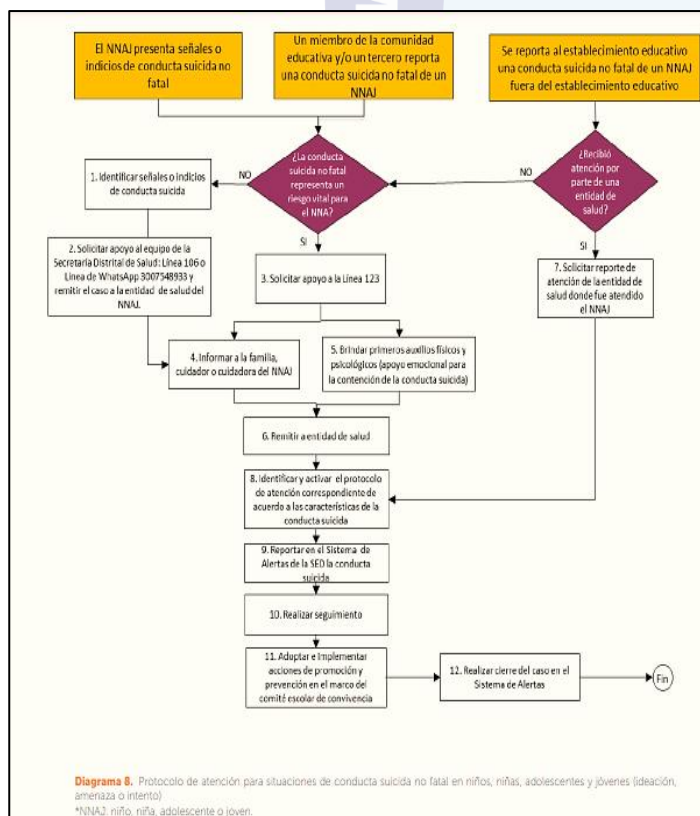 El NNAJ presenta señales o
indicios de conducta suicida no
fatal
Un miembro de la comunidad
educativa y/o un tercero reporta
una conducta suicida no fatal de un
NNAJ
Se reporta al establecimiento educativo
una conducta suicida no fatal de un NNAJ
fuera del establecimiento educativo
¿La conducta
suicida no fatal
representa un
riesgo vital para
el NNA?
¿Recibió
atención por
parte de una
entidad de
salud?
NO
NO
SI
SI
1. Identificar señales o indicios
de conducta suicida
2. Solicitar apoyo al equipo de la
Secretaría Distrital de Salud: Línea 106 o
Línea de WhatsApp 3007548933 y
remitir el caso a la entidad de salud del
NNAJ.
3. Solicitar apoyo a la Línea 123
7. Solicitar reporte de
atención de la entidad de
salud donde fue atendido
el NNAJ
4. Informar a la familia,
cuidador o cuidadora del NNAJ
5. Brindar primeros auxilios físicos y
psicológicos (apoyo emocional para
la contención de la conducta suicida)
6. Remitir a entidad de salud
8. Identificar y activar el protocolo
de atención correspondiente de
acuerdo a las características de la
conducta suicida
9. Reportar en el Sistema de
Alertas de la SED la conducta
suicida
10. Realizar seguimiento
11. Adoptar e Implementar
acciones de promoción y
prevención en el marco del
comité escolar de convivencia
12. Realizar cierre del caso en el
Sistema de Alertas
Fin
Diagrama 8. Protocolo de atención para situaciones de conducta suicida no fatal en niños, niñas, adolescentes y jóvenes (ideación,
amenaza o intento)
*NNAJ: niño, niña, adolescente o joven.